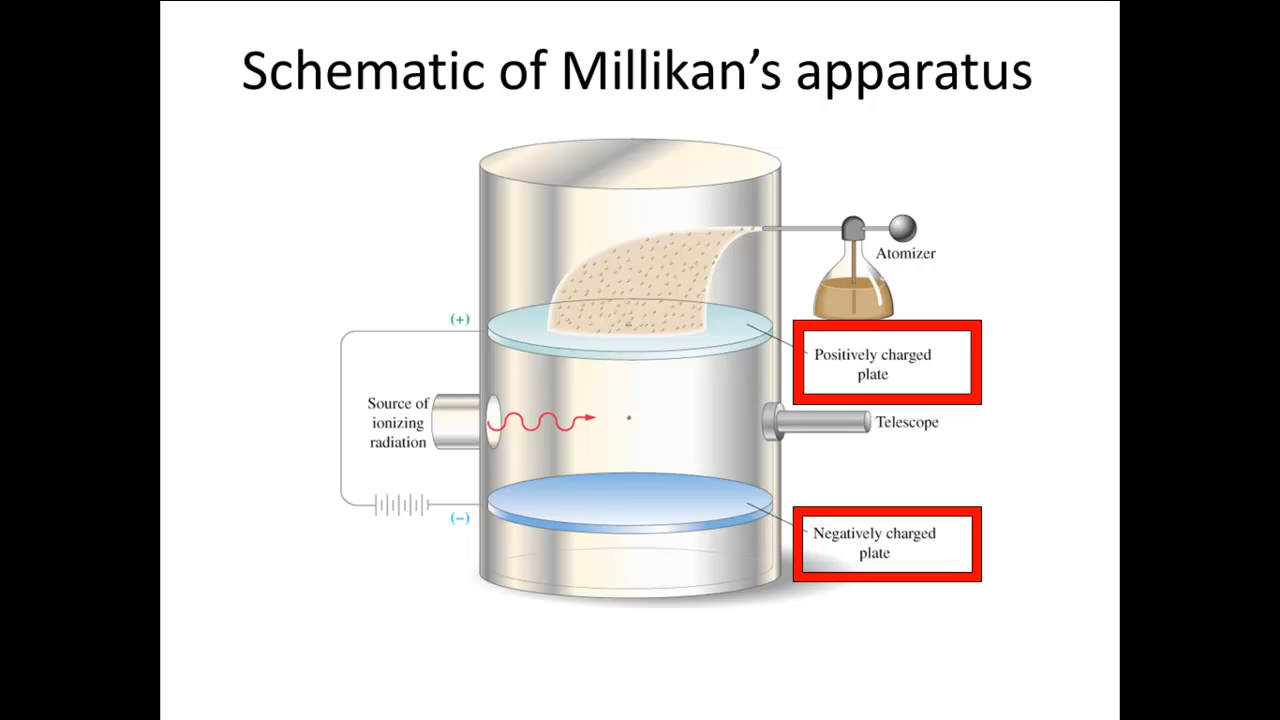 Schematic of Millikan's apparatus
Atomizer
(+)
Positively charged
plate
Source of
ionizing
radiation
Telescope
(−)
Negatively charged
plate